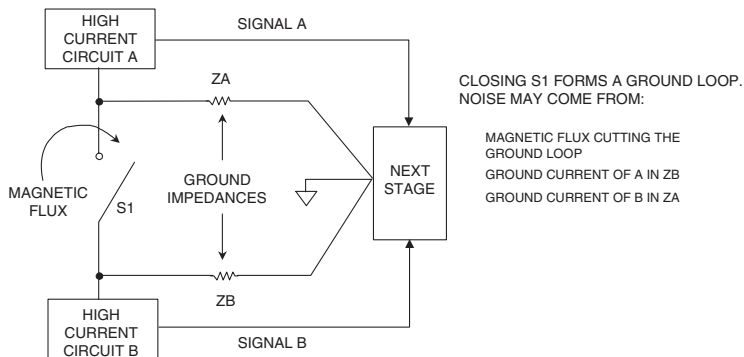 HIGH
CURRENT
CIRCUIT A
SIGNAL A
ZA
CLOSING S1 FORMS A GROUND LOOP.
NOISE MAY COME FROM:
MAGNETIC FLUX CUTTING THE
GROUND LOOP
GROUND CURRENT OF A IN ZB
GROUND CURRENT OF B IN ZA
NEXT
STAGE
GROUND
IMPEDANCES
MAGNETIC
FLUX
S1
ZB
HIGH
CURRENT
CIRCUIT B
SIGNAL B